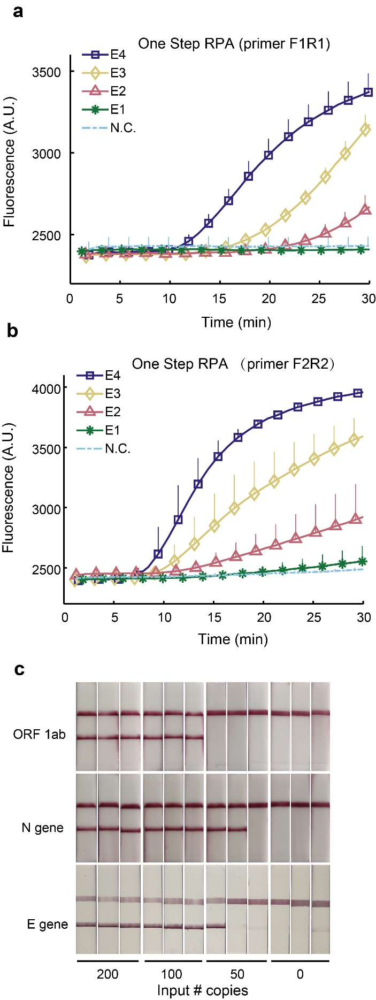 a
One Step RPA (primer F1R1)
E4
E3
E2
E1
N.C.
Fluorescence (A.U.)
3500
3000
2500
0 5 10 15 20 25 30
Time (min)
b
One Step RPA （primer F2R2）
E4
E3
E2
E1
N.C.
Fluorescence (A.U.)
4000
3500
3000
2500
0 5 10 15 20 25 30
Time (min)
c
ORF 1ab
N gene
E gene
200 100 50 0
Input # copies